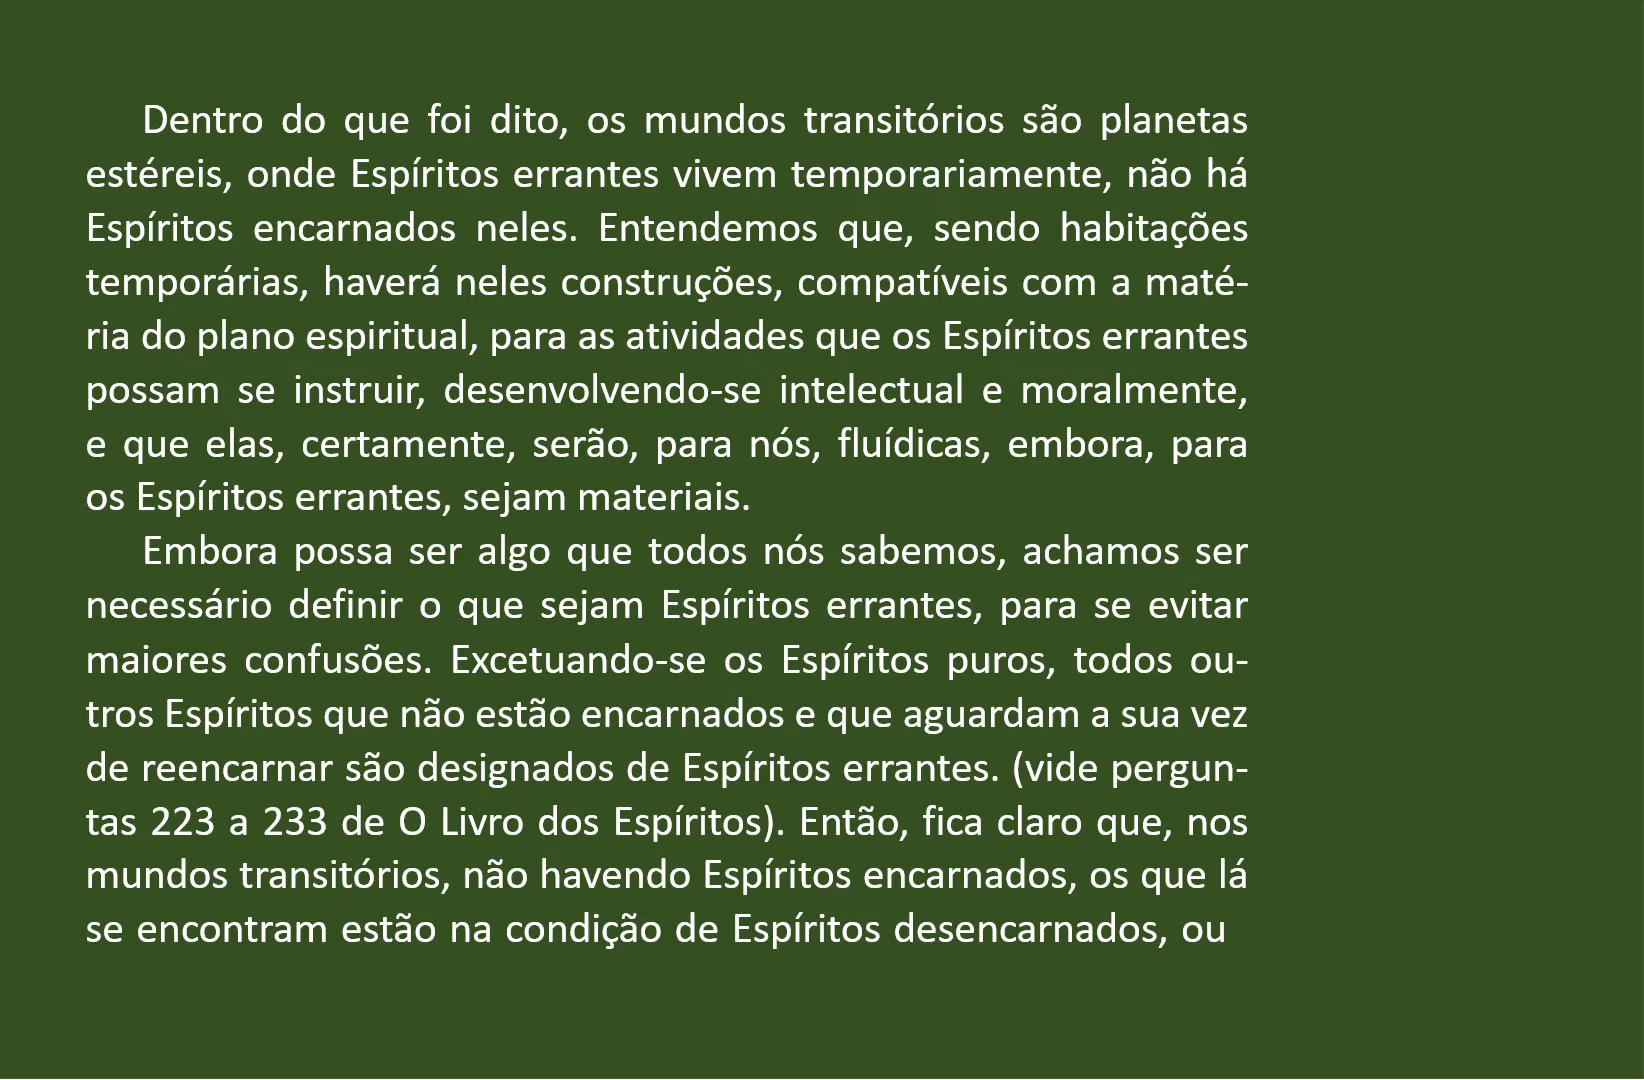 Dentro do que foi dito, os mundos transitórios são planetas
estéreis, onde Espíritos errantes vivem temporariamente, não há
Espíritos encarnados neles. Entendemos que, sendo habitações
temporárias, haverá neles construções, compatíveis com a maté-
ria do plano espiritual, para as atividades que os Espíritos errantes
possam se instruir, desenvolvendo-se intelectual e moralmente,
e que elas, certamente, serão, para nós, fluídicas, embora, para
os Espíritos errantes, sejam materiais.
Embora possa ser algo que todos nós sabemos, achamos ser
necessário definir o que sejam Espíritos errantes, para se evitar
maiores confusões. Excetuando-se os Espíritos puros, todos ou-
tros Espíritos que não estão encarnados e que aguardam a sua vez
de reencarnar são designados de Espíritos errantes. (vide pergun-
tas 223 a 233 de O Livro dos Espíritos). Então, fica claro que, nos
mundos transitórios, não havendo Espíritos encarnados, os que lá
se encontram estão na condição de Espíritos desencarnados, ou